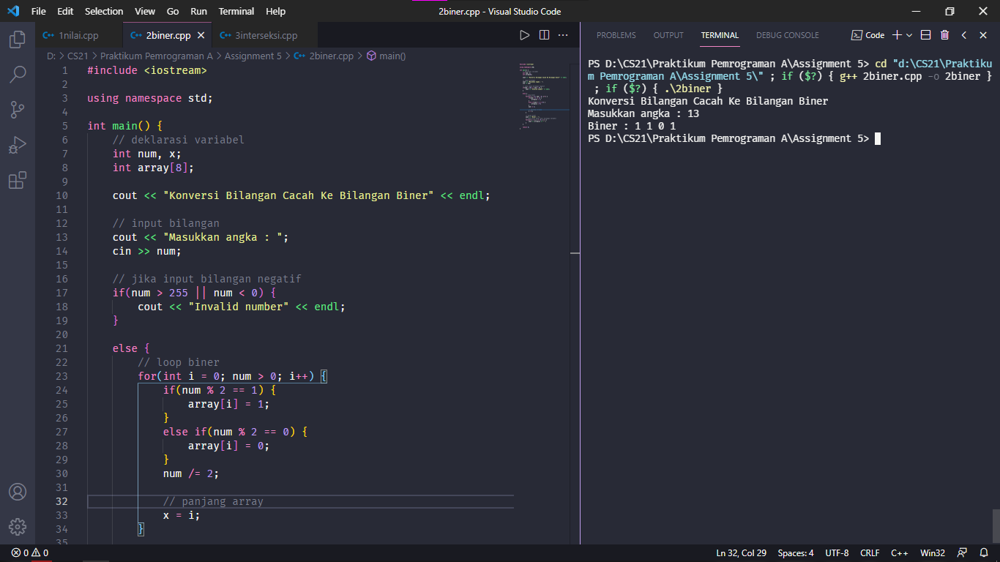 File Edit Selection View Go Run Terminal Help 2biner.cpp - Visual Studio Code
1nilai.cpp 2biner.cpp 3interseksi.cpp
D: > CS21 > Praktikum Pemrograman A > Assignment 5 > 2biner.cpp > main()
1 #include <iostream>
2
3 using namespace std;
4
5 int main() {
6 // deklarasi variabel
7 int num, x;
8 int array[8];
9
10 cout << "Konversi Bilangan Cacah Ke Bilangan Biner" << endl;
11
12 // input bilangan
13 cout << "Masukkan angka : ";
14 cin >> num;
15
16 // jika input bilangan negatif
17 if(num > 255 || num < 0) {
18 cout << "Invalid number" << endl;
19 }
20
21 else {
22 // loop biner
23 for(int i = 0; num > 0; i++) {
24 if(num % 2 == 1) {
25 array[i] = 1;
26 }
27 else if(num % 2 == 0) {
28 array[i] = 0;
29 }
30 num /= 2;
31
32 // panjang array
33 x = i;
34 }
35
PROBLEMS OUTPUT TERMINAL DEBUG CONSOLE Code
PS D:\CS21\Praktikum Pemrograman A\Assignment 5> cd "d:\CS21\Praktiku
m Pemrograman A\Assignment 5\" ; if ($?) { g++ 2biner.cpp -o 2biner }
; if ($?) { .\2biner }
Konversi Bilangan Cacah Ke Bilangan Biner
Masukkan angka : 13
Biner : 1 1 0 1
PS D:\CS21\Praktikum Pemrograman A\Assignment 5>
0 0 Ln 32, Col 29 Spaces: 4 UTF-8 CRLF C++ Win32